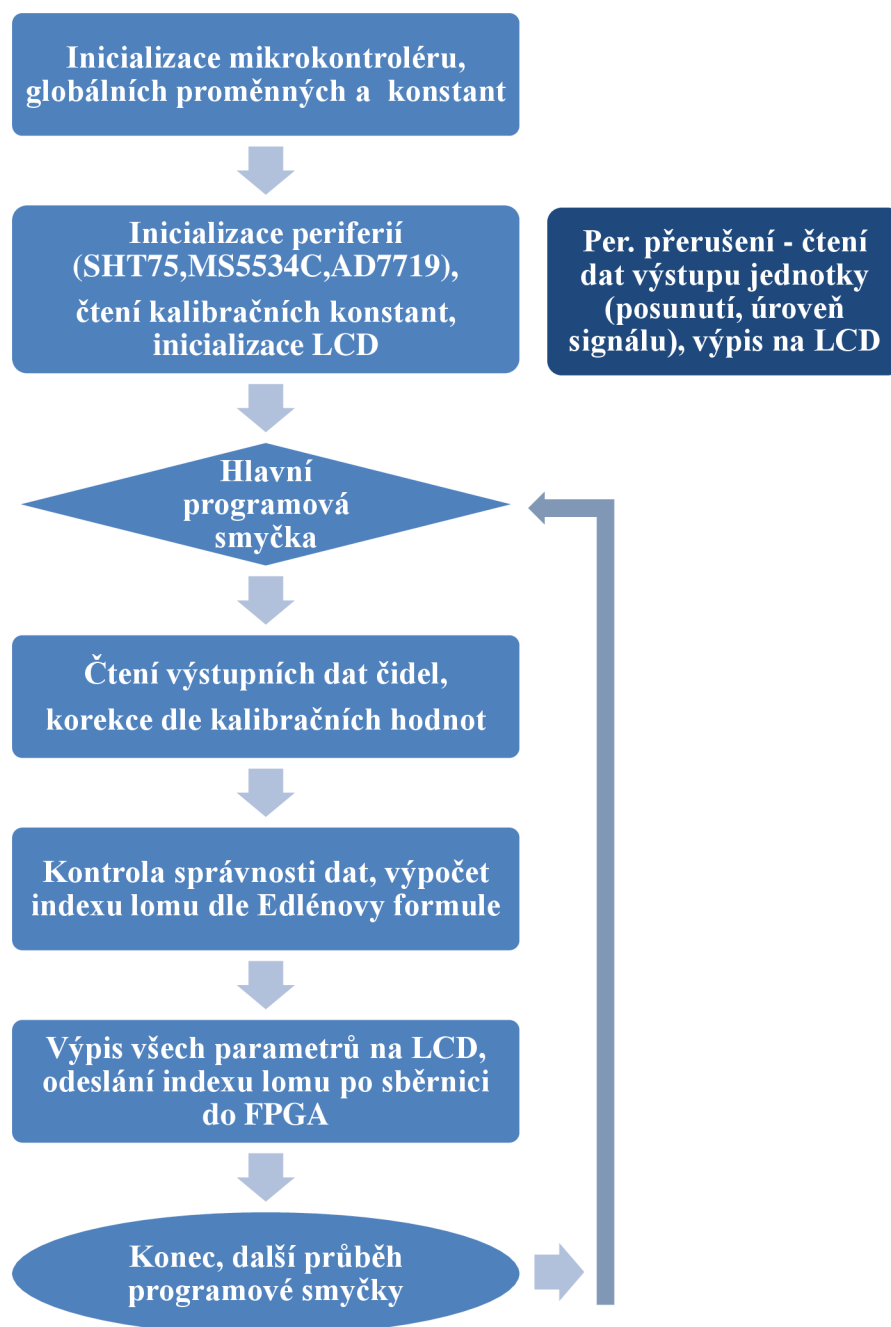 Inicializace mikrokontroléru,
globálních proměnných a  konstant
Inicializace periferií
(SHT75,MS5534C,AD7719),
čtení kalibračních konstant,
inicializace LCD
Per. přerušení - čtení
dat výstupu jednotky
(posunutí, úroveň
signálu), výpis na LCD
Hlavní
programová
smyčka
Čtení výstupních dat čidel,
korekce dle kalibračních hodnot
Kontrola správnosti dat, výpočet
indexu lomu dle Edlénovy formule
Výpis všech parametrů na LCD,
odeslání indexu lomu po sběrnici
do FPGA
Konec, další průběh
programové smyčky